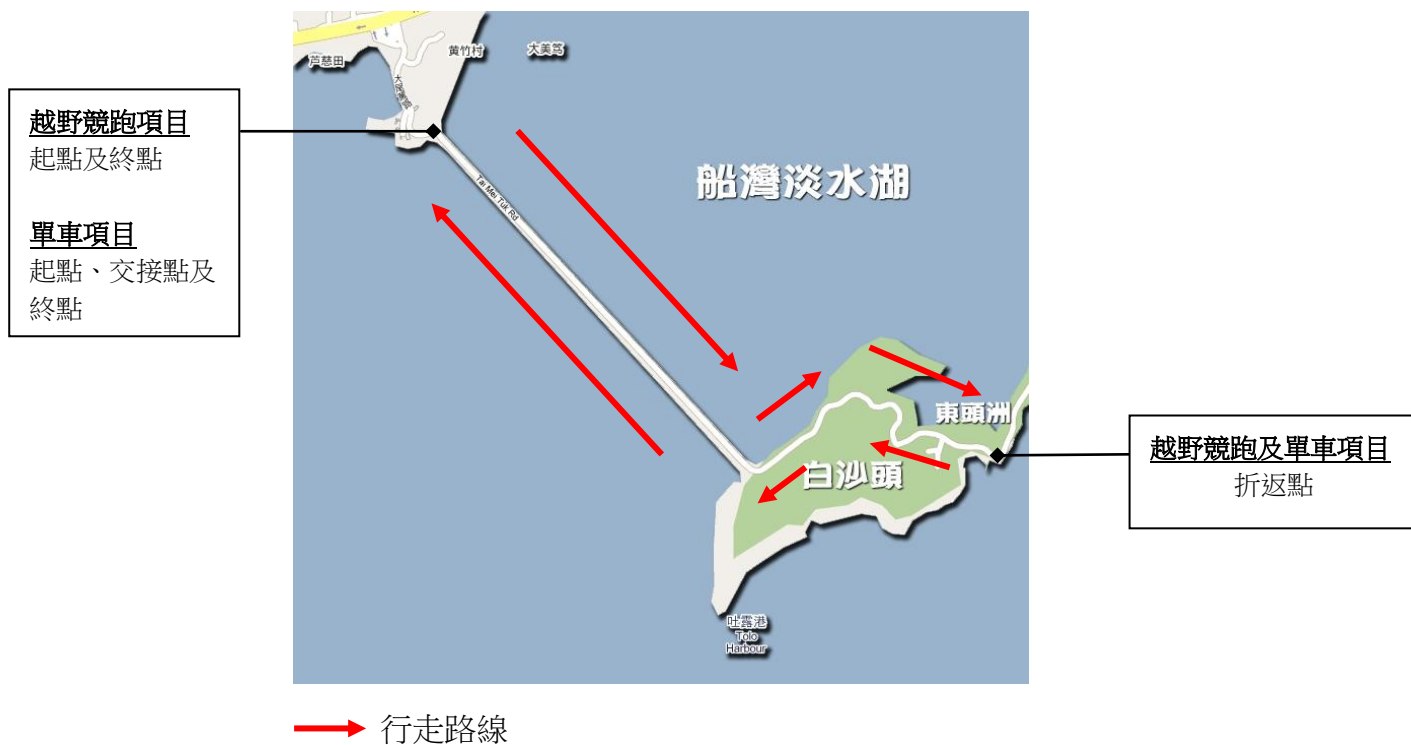 芦慈田
黄竹村
大美笃
越野競跑項目
起點及終點
單車項目
起點、交接點及
終點
Tai Mei Tuk Rd
船灣淡水湖
東頭洲
白沙頭
越野競跑及單車項目
折返點
吐露港
Tolo
Harbour
行走路線